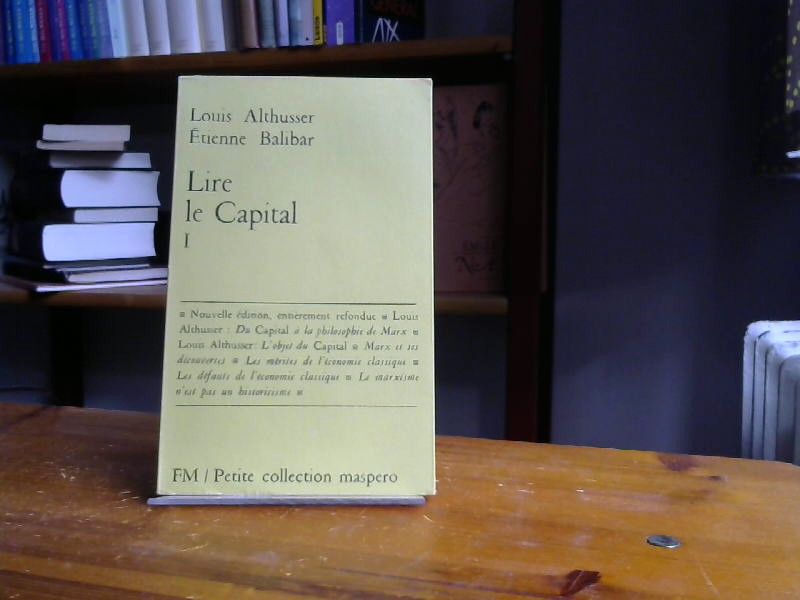 Louis Althusser
Étienne Balibar
Lire
le Capital
I
Nouvelle édition, entièrement refondue Louis
Althusser : Du Capital à la philosophie de Marx
Louis Althusser: L'objet du Capital Marx et ses
découvertes Les mérites de l'économie classique
Les défauts de l'économie classique Le marxisme
n'est pas un historicisme
FM / Petite collection maspero